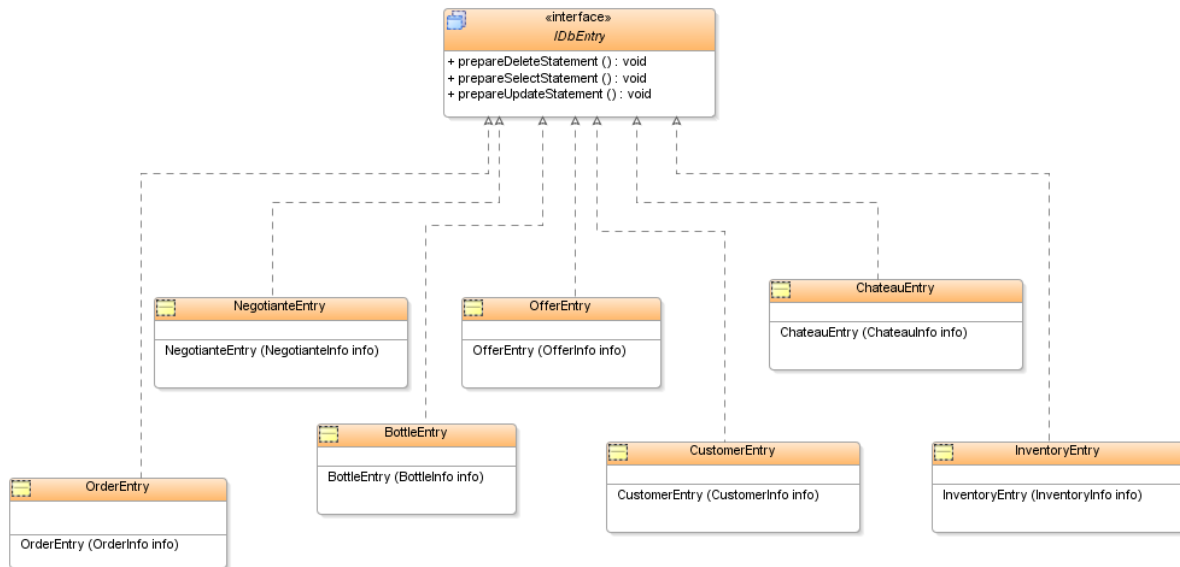 «interface»
IDbEntry
+ prepareDeleteStatement () : void
+ prepareSelectStatement () : void
+ prepareUpdateStatement () : void
ChateauEntry
ChateauEntry (ChateauInfo info)
NegotianteEntry
NegotianteEntry (NegotianteInfo info)
OfferEntry
OfferEntry (OfferInfo info)
BottleEntry
BottleEntry (BottleInfo info)
CustomerEntry
CustomerEntry (CustomerInfo info)
InventoryEntry
InventoryEntry (InventoryInfo info)
OrderEntry
OrderEntry (OrderInfo info)